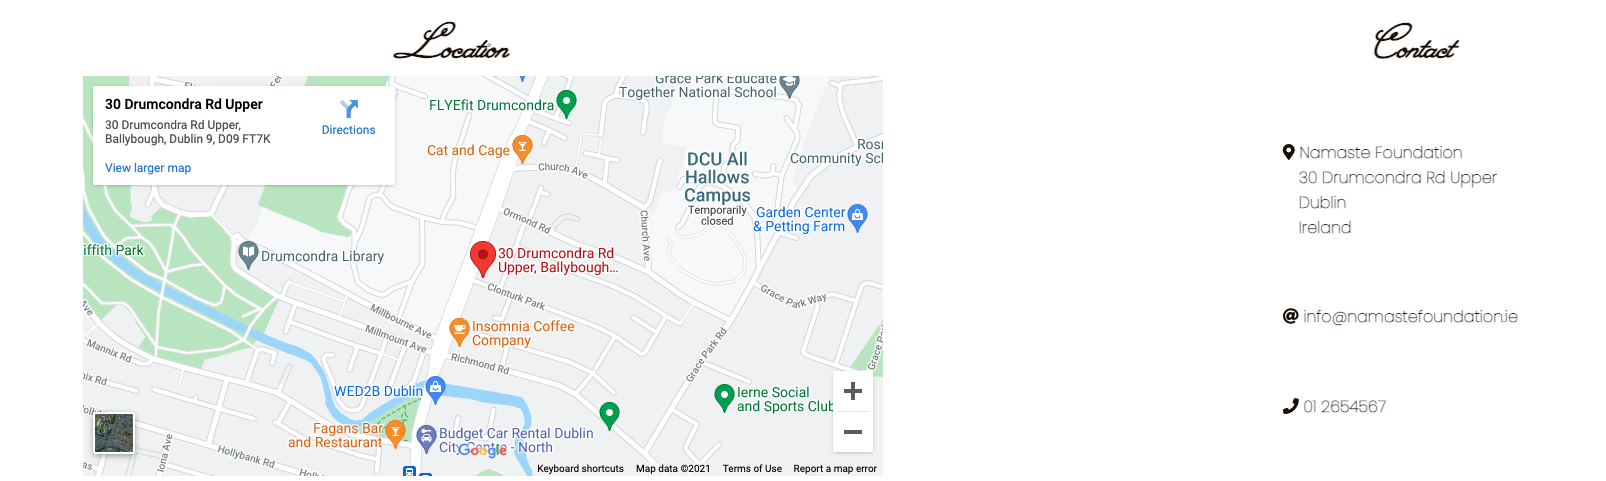 Location
Contact
30 Drumcondra Rd Upper
30 Drumcondra Rd Upper,
Ballybough, Dublin 9, D09 FT7K
Directions
View larger map
Grace Park Educate
Together National School
FLYEfit Drumcondra
Cat and Cage
Church Ave
DCU All
Hallows
Campus
Temporarily
closed
Community
Ormond Rd
Church Ave
Garden Center
& Petting Farm
iffith Park
Drumcondra Library
30 Drumcondra Rd
Upper, Ballybough...
Clonturk Park
Grace Park Way
Millbourne Ave
Millmount Ave
Insomnia Coffee
Company
Mannix Rd
Richmond Rd
Grace Park Rd
Grace Park
nix Rd
WED2B Dublin
Ierne Social
and Sports Club
Fagans Bar
and Restaurant
Budget Car Rental Dublin
City Centre - North
Google
Iona Ave
Hollybank Rd
Keyboard shortcuts
Map data ©2021
Terms of Use
Report a map error
Namaste Foundation
30 Drumcondra Rd Upper
Dublin
Ireland
info@namastefoundation.ie
01 2654567